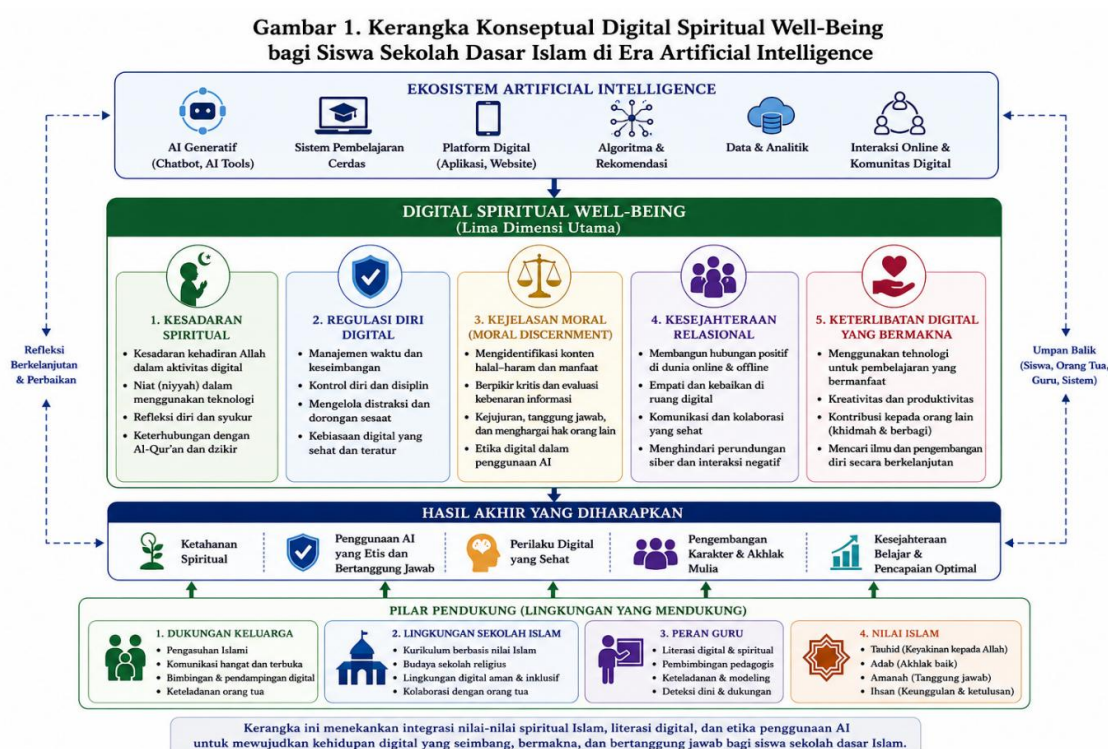 Gambar 1. Kerangka Konseptual Digital Spiritual Well-Being
bagi Siswa Sekolah Dasar Islam di Era Artificial Intelligence
EKOSISTEM ARTIFICIAL INTELLIGENCE
AI Generatif
(Chatbot, AI Tools)
Sistem Pembelajaran
Cerdas
Platform Digital
(Aplikasi, Website)
Algoritma &
Rekomendasi
Data & Analitik
Interaksi Online &
Komunitas Digital
DIGITAL SPIRITUAL WELL-BEING
(Lima Dimensi Utama)
1. KESADARAN
SPIRITUAL
• Kesadaran kehadiran Allah
dalam aktivitas digital
• Niat (niyyah) dalam
menggunakan teknologi
• Refleksi diri dan syukur
• Keterhubungan dengan
Al-Qur'an dan dzikir
2. REGULASI DIRI
DIGITAL
• Manajemen waktu dan
keseimbangan
• Kontrol diri dan disiplin
• Mengelola distraksi dan
dorongan sesaat
• Kebiasaan digital yang
sehat dan teratur
3. KEJELASAN MORAL
(MORAL DISCERNMENT)
• Mengidentifikasi konten
halal–haram dan manfaat
• Berpikir kritis dan evaluasi
kebenaran informasi
• Kejujuran, tanggung jawab,
dan menghargai hak orang lain
• Etika digital dalam
penggunaan AI
4. KESEJAHTERAAN
RELASIONAL
• Membangun hubungan positif
di dunia online & offline
• Empati dan kebaikan di
ruang digital
• Komunikasi dan kolaborasi
yang sehat
• Menghindari perundungan
siber dan interaksi negatif
5. KETERLIBATAN DIGITAL
YANG BERMAKNA
• Menggunakan teknologi
untuk pembelajaran yang
bermanfaat
• Kreativitas dan produktivitas
• Kontribusi kepada orang lain
(khidmah & berbagi)
• Mencari ilmu dan pengembangan
diri secara berkelanjutan
Refleksi
Berkelanjutan
& Perbaikan
Umpan Balik
(Siswa, Orang Tua,
Guru, Sistem)
HASIL AKHIR YANG DIHARAPKAN
Ketahanan
Spiritual
Penggunaan AI
yang Etis dan
Bertanggung Jawab
Perilaku Digital
yang Sehat
Pengembangan
Karakter & Akhlak
Mulia
Kesejahteraan
Belajar &
Pencapaian Optimal
PILAR PENDUKUNG (LINGKUNGAN YANG MENDUKUNG)
1. DUKUNGAN KELUARGA
• Pengasuhan Islami
• Komunikasi hangat dan terbuka
• Bimbingan & pendampingan digital
• Keteladanan orang tua
2. LINGKUNGAN SEKOLAH ISLAM
• Kurikulum berbasis nilai Islam
• Budaya sekolah religius
• Lingkungan digital aman & inklusif
• Kolaborasi dengan orang tua
3. PERAN GURU
• Literasi digital & spiritual
• Pembimbingan pedagogis
• Keteladanan & modeling
• Deteksi dini & dukungan
4. NILAI ISLAM
• Tauhid (Keyakinan kepada Allah)
• Adab (Akhlak baik)
• Amanah (Tanggung jawab)
• Ihsan (Keunggulan & ketulusan)
Kerangka ini menekankan integrasi nilai-nilai spiritual Islam, literasi digital, dan etika penggunaan AI
untuk mewujudkan kehidupan digital yang seimbang, bermakna, dan bertanggung jawab bagi siswa sekolah dasar Islam.